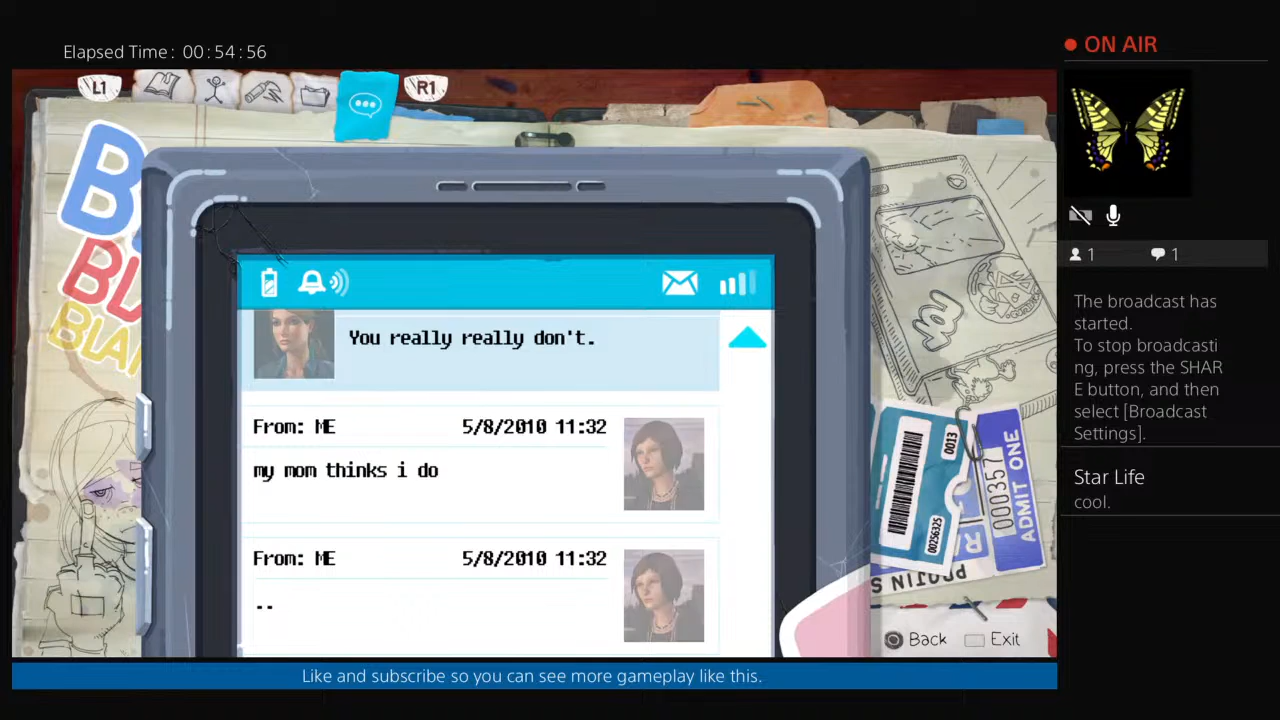 Elapsed Time: 00:54:56
ON AIR
L1
R1
1
1
You really really don't.
From: ME 5/8/2010 11:32
my mom thinks i do
From: ME 5/8/2010 11:32
--
The broadcast has
started.
To stop broadcasti
ng, press the SHAR
E button, and then
select [Broadcast
Settings].
Star Life
cool.
0013
00256325
000357
ADMIT ONE
Back
Exit
Like and subscribe so you can see more gameplay like this.